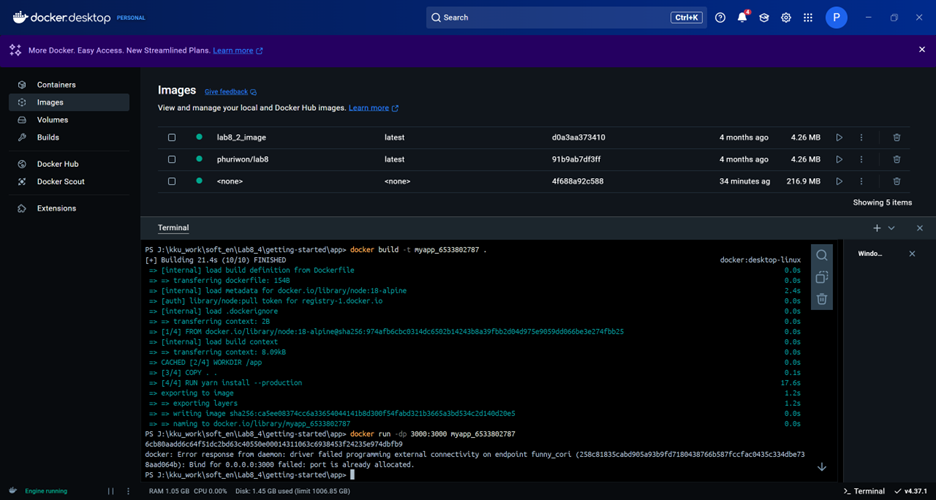 docker.desktop PERSONAL Search Ctrl+K 4 P
More Docker. Easy Access. New Streamlined Plans. Learn more
Containers
Images
Volumes
Builds
Docker Hub
Docker Scout
Extensions
Images Give feedback
View and manage your local and Docker Hub images. Learn more
lab8_2_image latest d0a3aa373410 4 months ago 4.26 MB
phuriwon/lab8 latest 91b9ab7df3ff 4 months ago 4.26 MB
<none> <none> 4f688a92c588 34 minutes ag 216.9 MB
Showing 5 items
Terminal
Windo...
PS J:\kku_work\soft_en\Lab8_4\getting-started\app> docker build -t myapp_6533802787 .
[+] Building 21.4s (10/10) FINISHED docker:desktop-linux
=> [internal] load build definition from Dockerfile 0.0s
=> => transferring dockerfile: 154B 0.0s
=> [internal] load metadata for docker.io/library/node:18-alpine 2.4s
=> [auth] library/node:pull token for registry-1.docker.io 0.0s
=> [internal] load .dockerignore 0.0s
=> => transferring context: 2B 0.0s
=> [1/4] FROM docker.io/library/node:18-alpine@sha256:974afb6cbc0314dc6502b14243b8a39fbb2d04d975e9059dd066be3e274fbb25 0.0s
=> [internal] load build context 0.0s
=> => transferring context: 8.09kB 0.0s
=> CACHED [2/4] WORKDIR /app 0.0s
=> [3/4] COPY . . 0.1s
=> [4/4] RUN yarn install --production 17.6s
=> exporting to image 1.2s
=> => exporting layers 1.2s
=> => writing image sha256:ca5ee08374cc6a33654044141b8d300f54fabd321b3665a3bd534c2d140d20e5 0.0s
=> => naming to docker.io/library/myapp_6533802787 0.0s
PS J:\kku_work\soft_en\Lab8_4\getting-started\app> docker run -dp 3000:3000 myapp_6533802787
6cb80aadd6c64f51dc2bd63c40550e00014311063c6938453f24235e974dbfb9
docker: Error response from daemon: driver failed programming external connectivity on endpoint funny_cori (258c81835cabd905a93b9fd7180438766b587fccfac0435c334dbe73
8aad064b): Bind for 0.0.0.0:3000 failed: port is already allocated.
PS J:\kku_work\soft_en\Lab8_4\getting-started\app>
Engine running RAM 1.05 GB CPU 0.00% Disk: 1.45 GB used (limit 1006.85 GB) >_ Terminal v4.37.1